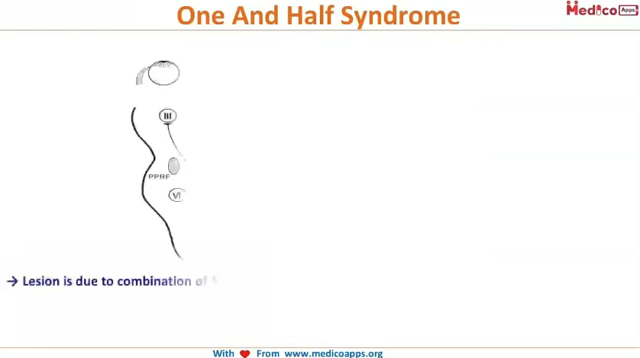 One And Half Syndrome
Medico Apps
III
PPRF
VI
→ Lesion is due to combination of
With ❤ From www.medicoapps.org